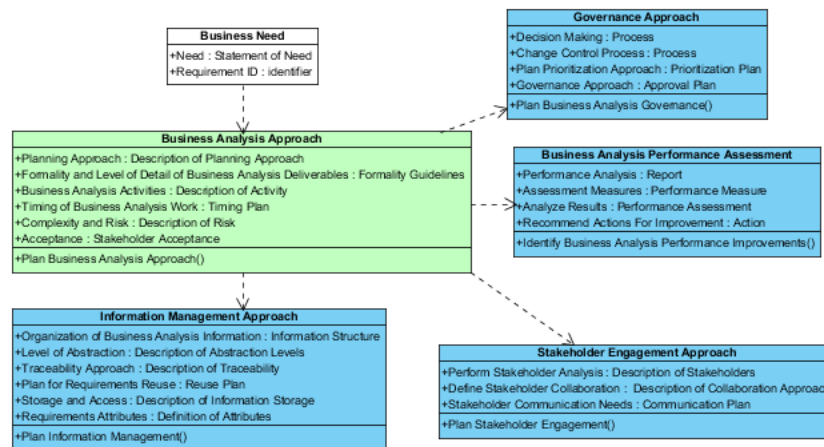 Business Need
+Need : Statement of Need
+Requirement ID : identifier
Governance Approach
+Decision Making : Process
+Change Control Process : Process
+Plan Prioritization Approach : Prioritization Plan
+Governance Approach : Approval Plan
+Plan Business Analysis Governance()
Business Analysis Approach
+Planning Approach : Description of Planning Approach
+Formality and Level of Detail of Business Analysis Deliverables : Formality Guidelines
+Business Analysis Activities : Description of Activity
+Timing of Business Analysis Work : Timing Plan
+Complexity and Risk : Description of Risk
+Acceptance : Stakeholder Acceptance
+Plan Business Analysis Approach()
Business Analysis Performance Assessment
+Performance Analysis : Report
+Assessment Measures : Performance Measure
+Analyze Results : Performance Assessment
+Recommend Actions For Improvement : Action
+Identify Business Analysis Performance Improvements()
Information Management Approach
+Organization of Business Analysis Information : Information Structure
+Level of Abstraction : Description of Abstraction Levels
+Traceability Approach : Description of Traceability
+Plan for Requirements Reuse : Reuse Plan
+Storage and Access : Description of Information Storage
+Requirements Attributes : Definition of Attributes
+Plan Information Management()
Stakeholder Engagement Approach
+Perform Stakeholder Analysis : Description of Stakeholders
+Define Stakeholder Collaboration : Description of Collaboration Approach
+Stakeholder Communication Needs : Communication Plan
+Plan Stakeholder Engagement()